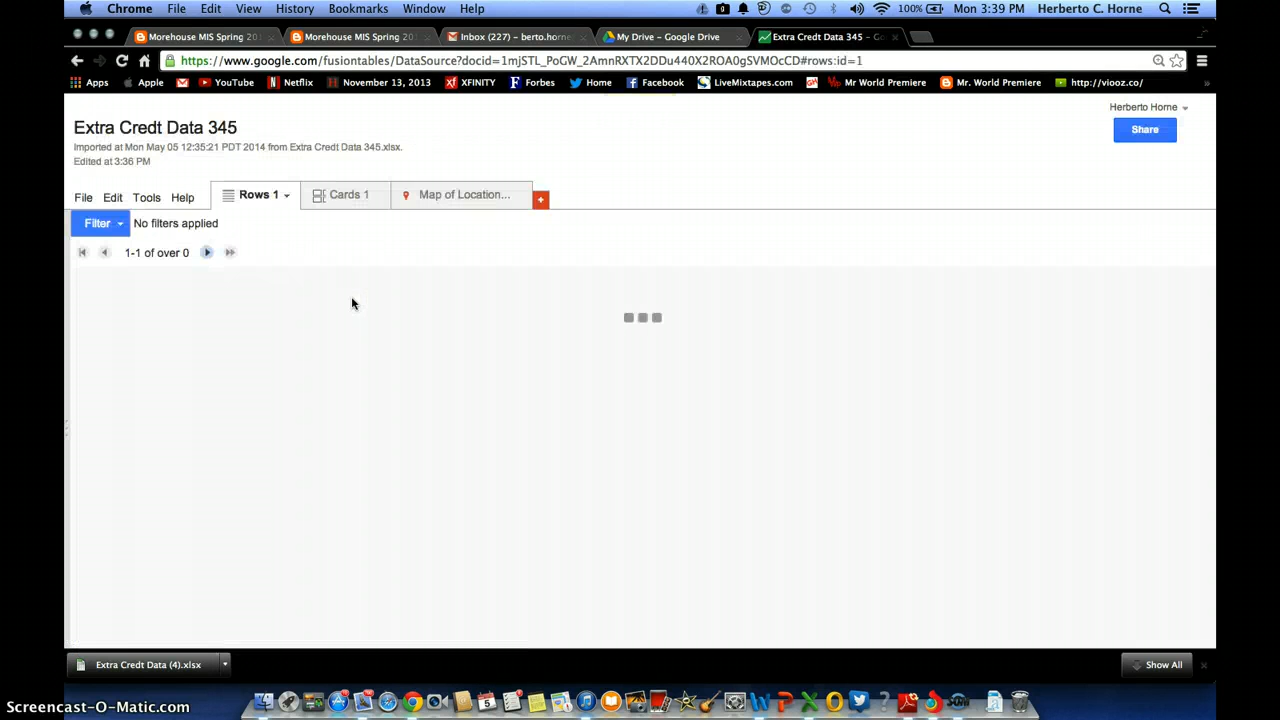 Chrome File Edit View History Bookmarks Window Help 100% Mon 3:39 PM Herberto C. Horne
Morehouse MIS Spring 20 Morehouse MIS Spring 20 Inbox (227) – berto.horne My Drive – Google Drive Extra Credt Data 345 – Go
https://www.google.com/fusiontables/DataSource?docid=1mjSTL_PoGW_2AmnRXTX2DDu440X2ROA0gSVMOcCD#rows:id=1
Apps Apple YouTube Netflix November 13, 2013 XFINITY Forbes Home Facebook LiveMixtapes.com Mr World Premiere Mr. World Premiere http://viooz.co/ »
Herberto Horne
Extra Credt Data 345
Share
Imported at Mon May 05 12:35:21 PDT 2014 from Extra Credt Data 345.xlsx.
Edited at 3:36 PM
File Edit Tools Help Rows 1 Cards 1 Map of Location... +
Filter No filters applied
1-1 of over 0
Extra Credt Data (4).xlsx Show All
Screencast-O-Matic.com